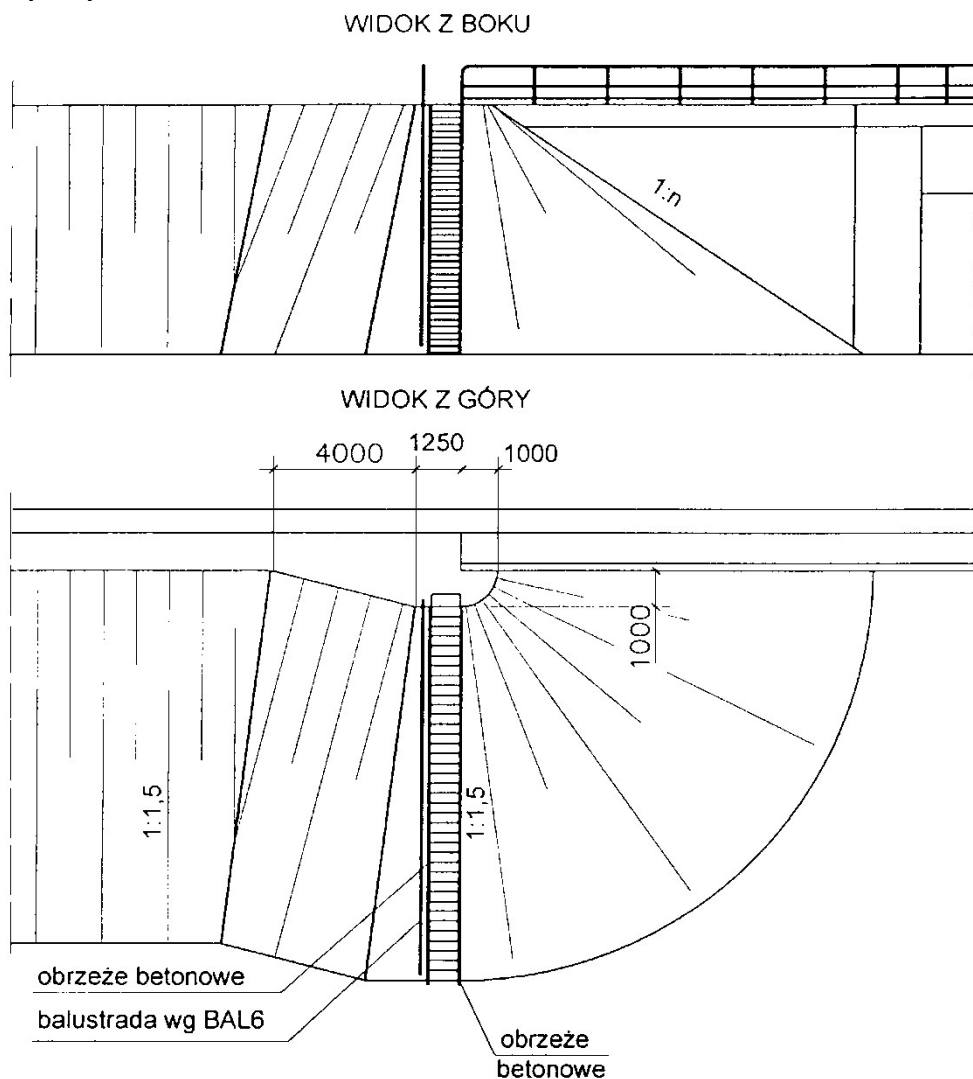 WIDOK Z BOKU
1:n
WIDOK Z GÓRY
4000
1250
1000
1000
1:1,5
1:1,5
obrzeże betonowe
balustrada wg BAL6
obrzeże
betonowe